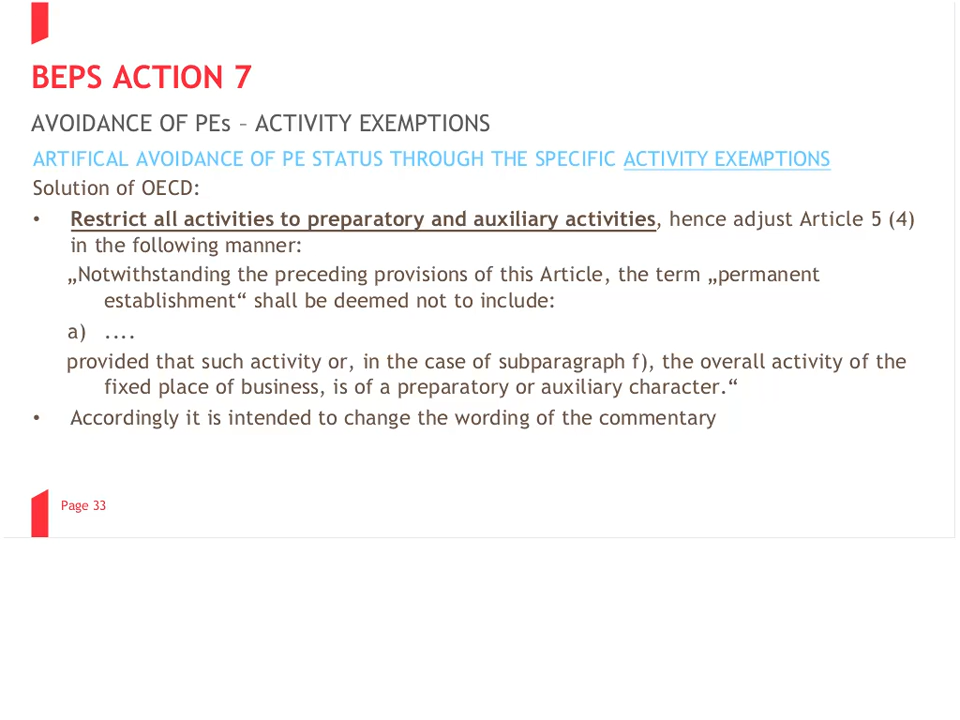 BEPS ACTION 7
AVOIDANCE OF PEs – ACTIVITY EXEMPTIONS
ARTIFICAL AVOIDANCE OF PE STATUS THROUGH THE SPECIFIC ACTIVITY EXEMPTIONS
Solution of OECD:
• Restrict all activities to preparatory and auxiliary activities, hence adjust Article 5 (4)
in the following manner:
„Notwithstanding the preceding provisions of this Article, the term „permanent
establishment“ shall be deemed not to include:
a) ....
provided that such activity or, in the case of subparagraph f), the overall activity of the
fixed place of business, is of a preparatory or auxiliary character.“
• Accordingly it is intended to change the wording of the commentary
Page 33